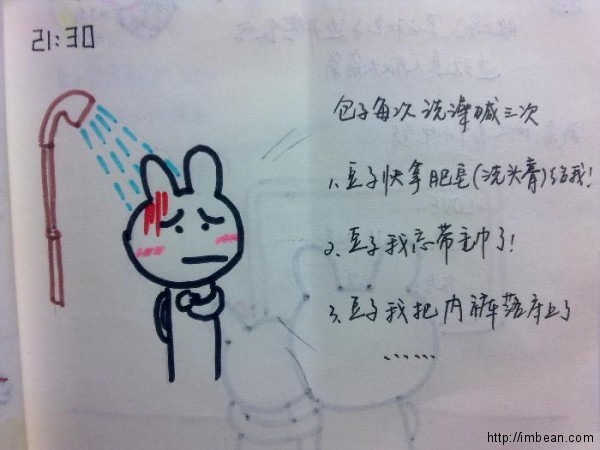 21:30
包子每次洗澡喊三次
1、豆子快拿肥皂(洗头膏)给我!
2、豆子我忘带毛巾了!
3、豆子我把内裤落床上了
......
http://imbean.com